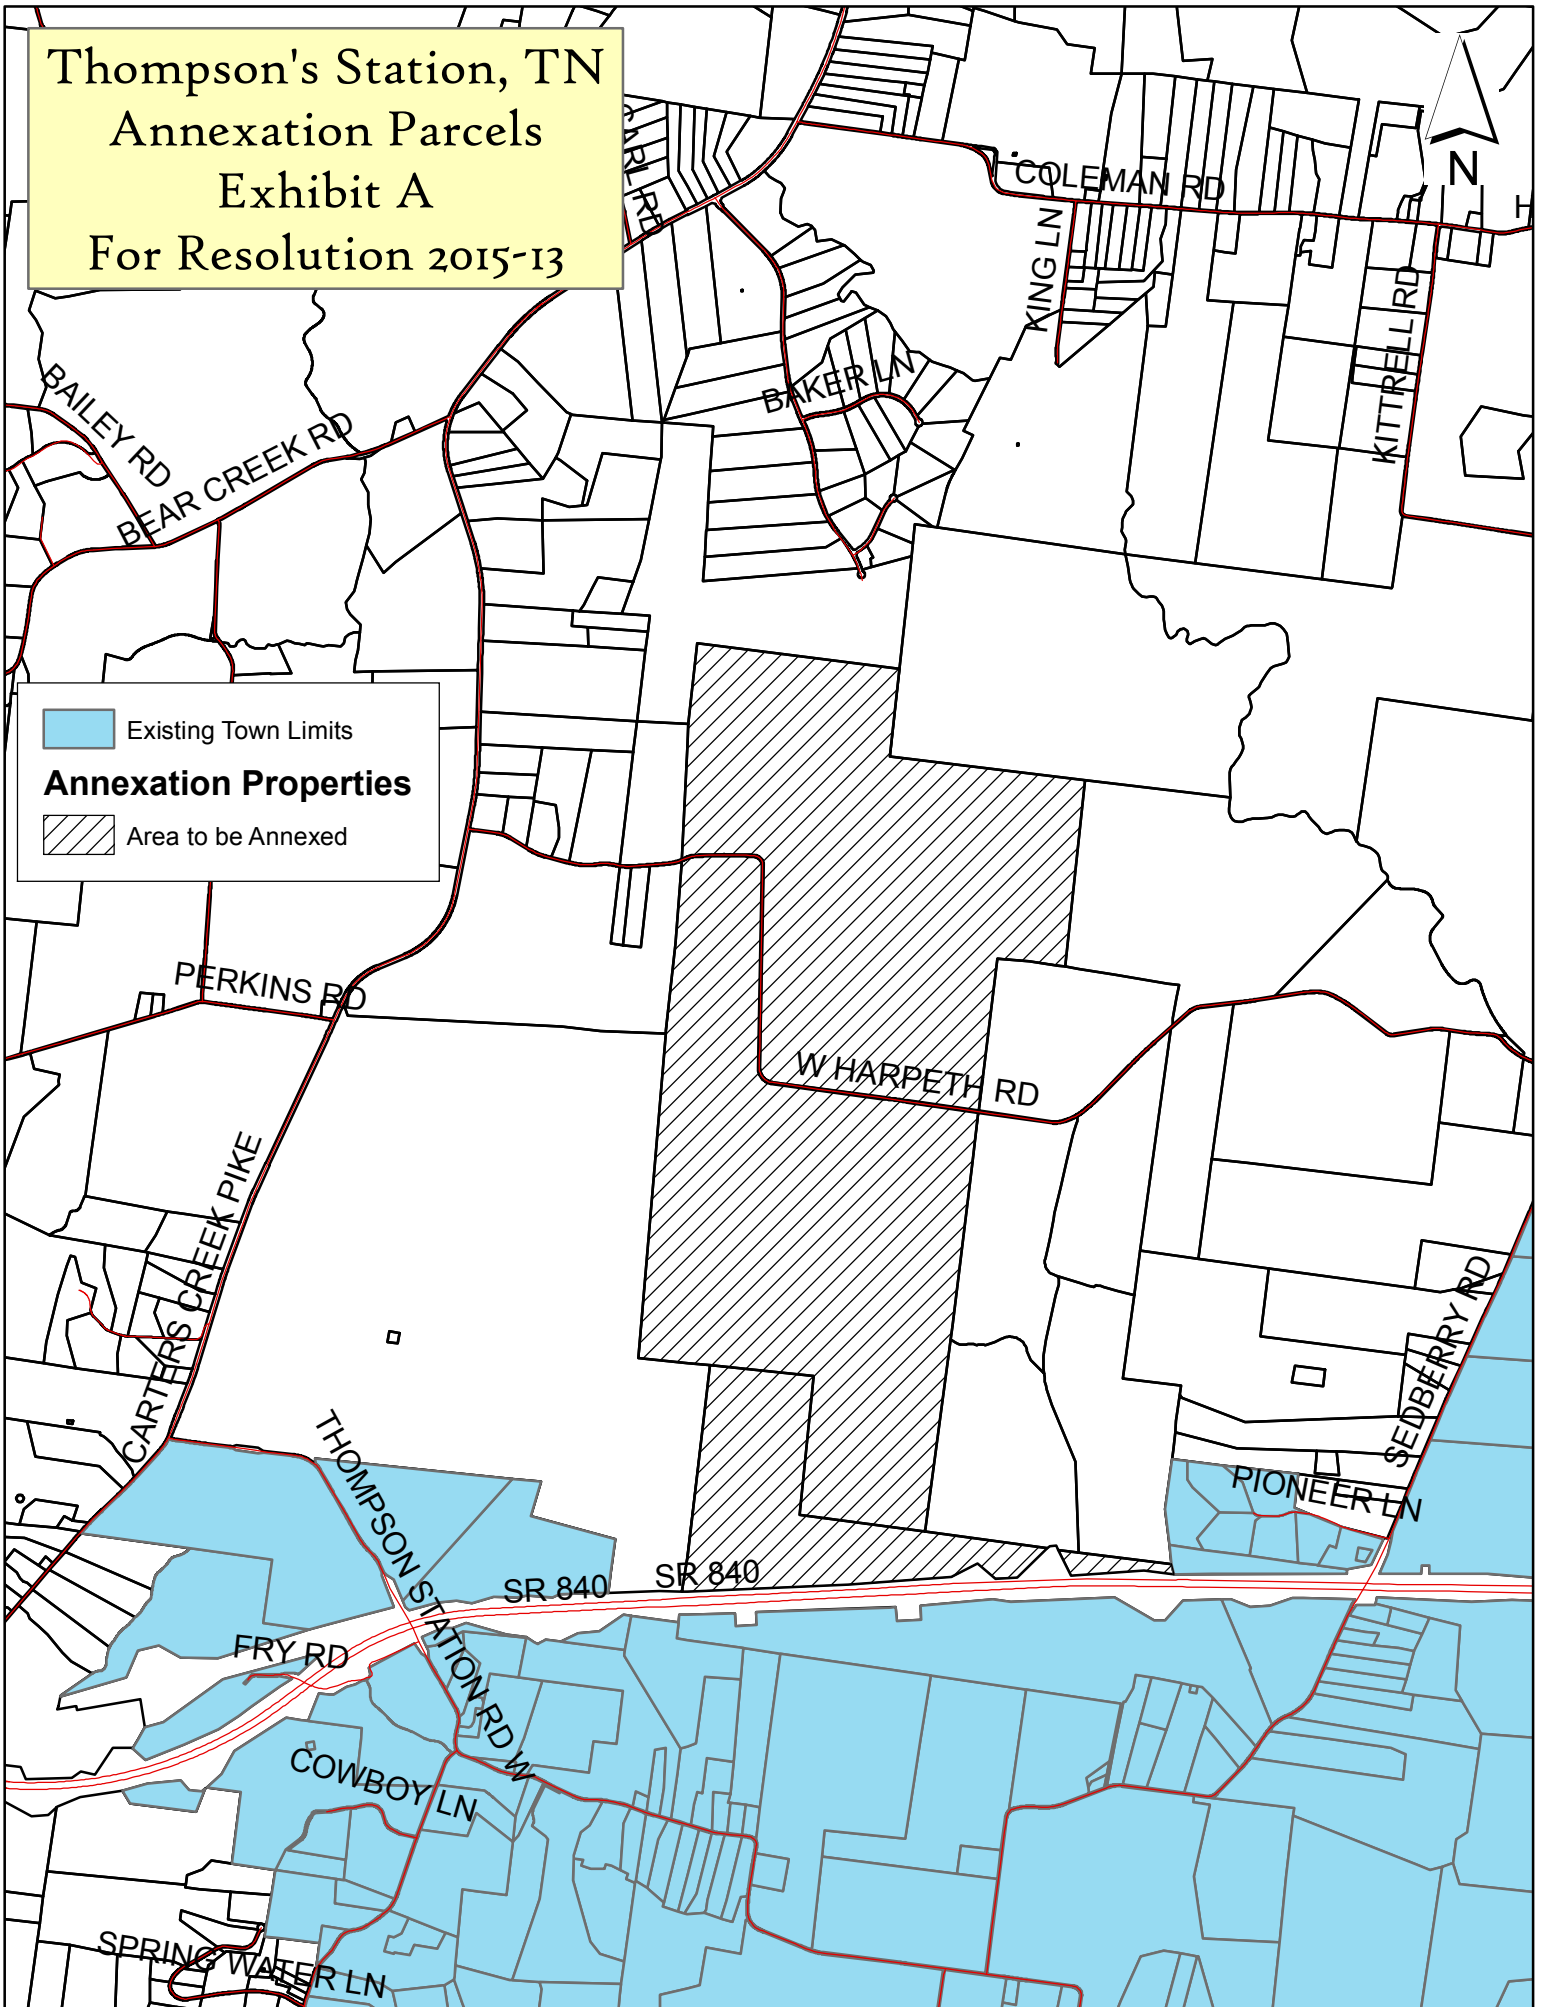 Thompson's Station, TN
Annexation Parcels
Exhibit A
For Resolution 2015-13
CARL RD
COLEMAN RD
N
H
KING LN
KITTRELL RD
BAKER LN
BAILEY RD
BEAR CREEK RD
Existing Town Limits
Annexation Properties
Area to be Annexed
PERKINS RD
W HARPETH RD
CARTERS CREEK PIKE
SEDBERRY RD
THOMPSON STATION RD W
PIONEER LN
SR 840
SR 840
FRY RD
COWBOY LN
SPRING WATER LN